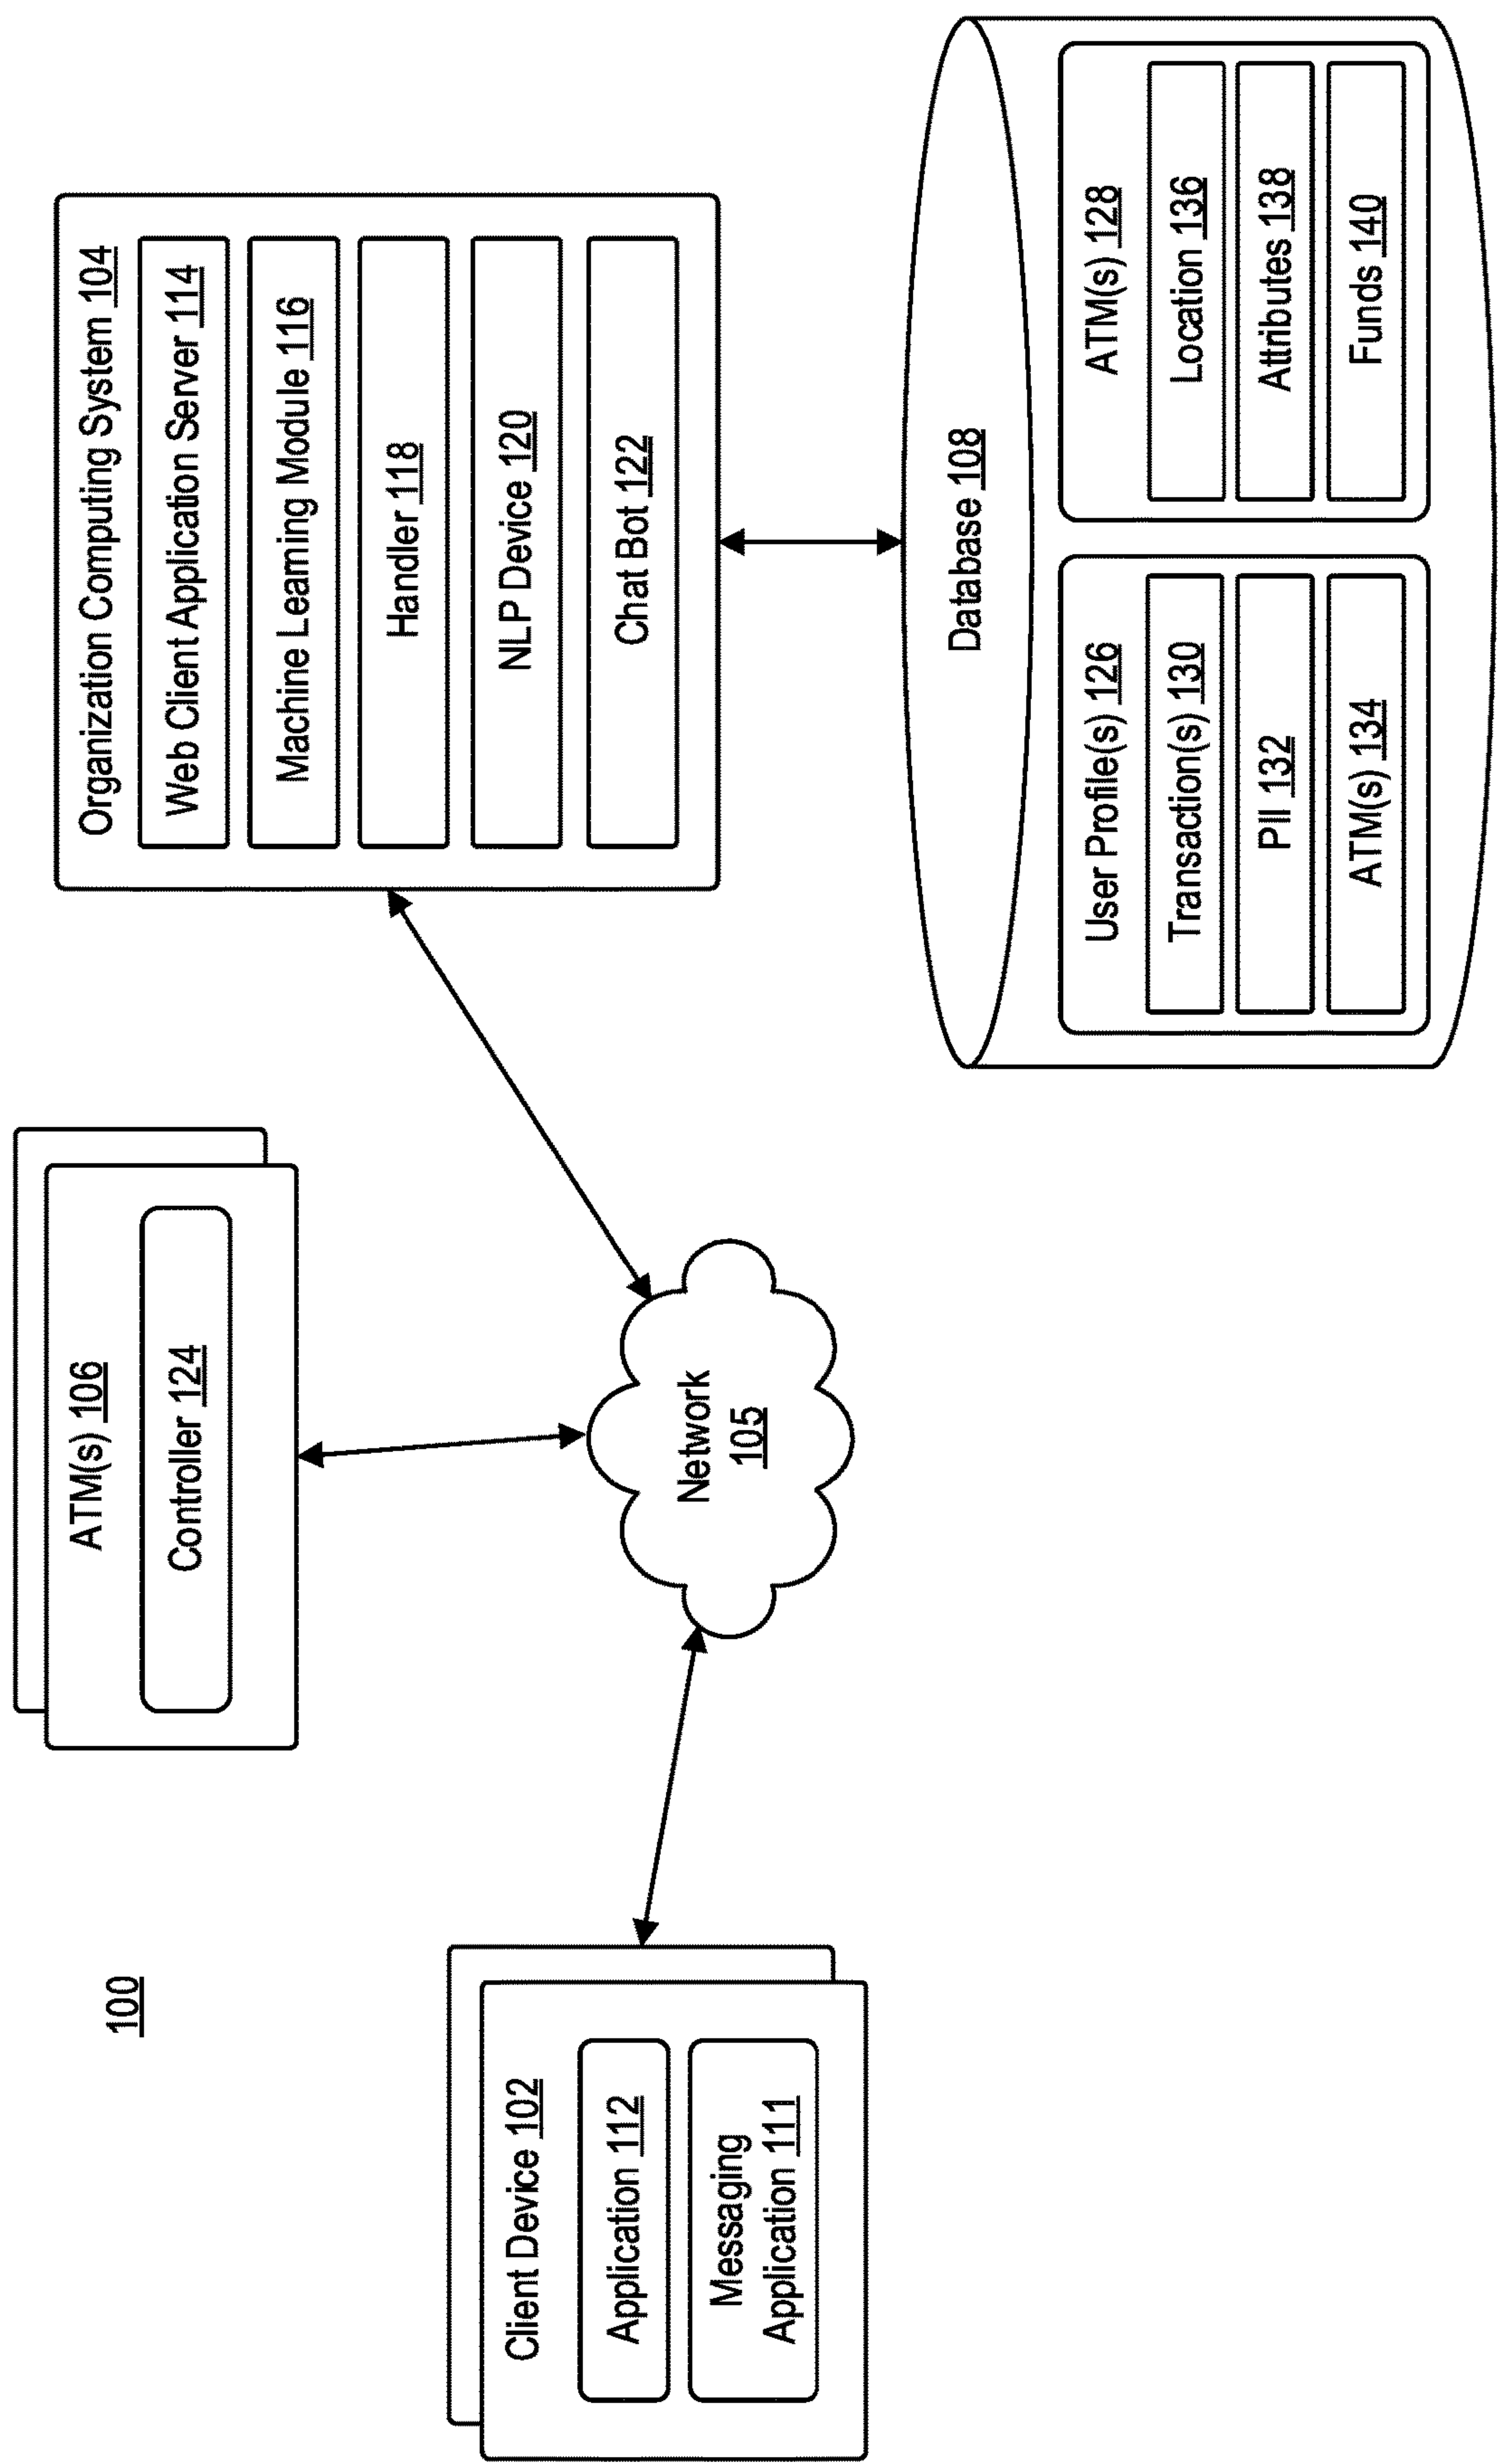 100
Client Device 102
Application 112
Messaging
Application 111
ATM(s) 106
Controller 124
Network
105
Organization Computing System 104
Web Client Application Server 114
Machine Learning Module 116
Handler 118
NLP Device 120
Chat Bot 122
Database 108
User Profile(s) 126
Transaction(s) 130
PII 132
ATM(s) 134
ATM(s) 128
Location 136
Attributes 138
Funds 140